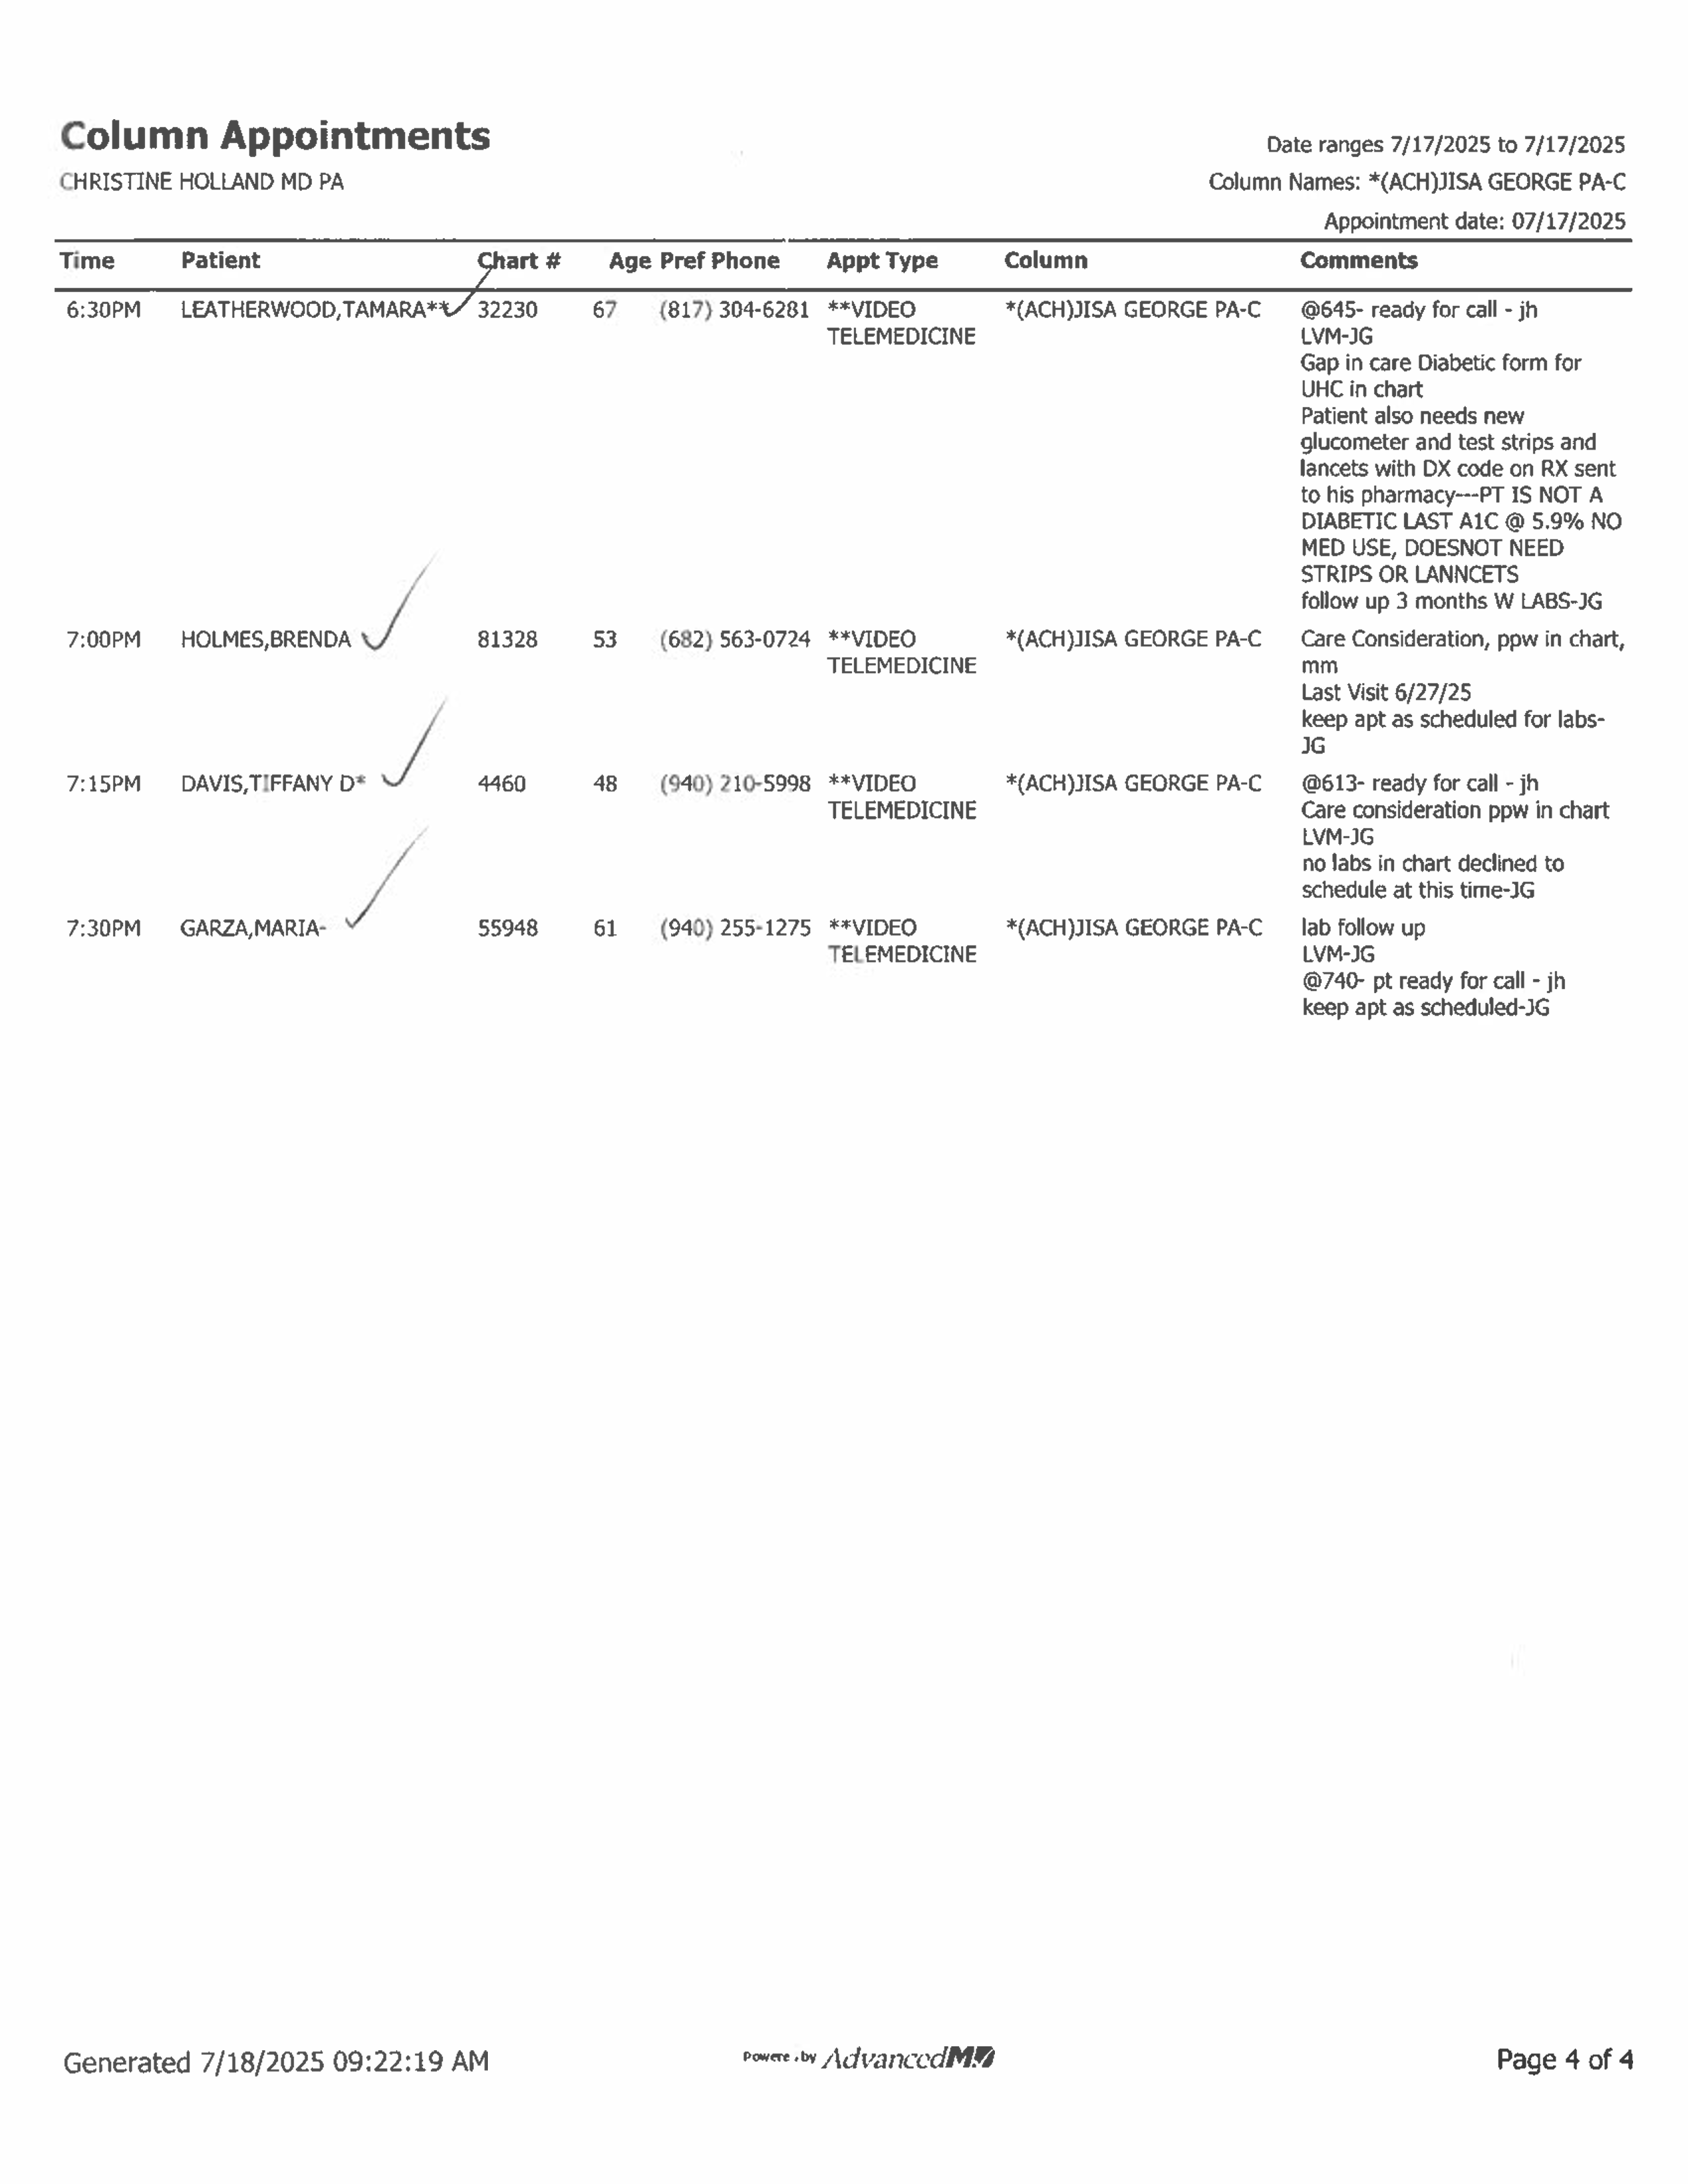 Column Appointments
CHRISTINE HOLLAND MD PA
Date ranges 7/17/2025 to 7/17/2025
Column Names: *(ACH)JISA GEORGE PA-C
Appointment date: 07/17/2025
Time Patient Chart # Age Pref Phone Appt Type Column Comments
6:30PM LEATHERWOOD,TAMARA** 32230 67 (817) 304-6281 **VIDEO *(ACH)JISA GEORGE PA-C @645- ready for call - jh
TELEMEDICINE LVM-JG
Gap in care Diabetic form for
UHC in chart
Patient also needs new
glucometer and test strips and
lancets with DX code on RX sent
to his pharmacy---PT IS NOT A
DIABETIC LAST A1C @ 5.9% NO
MED USE, DOESNOT NEED
STRIPS OR LANNCETS
follow up 3 months W LABS-JG
7:00PM HOLMES,BRENDA 81328 53 (682) 563-0724 **VIDEO *(ACH)JISA GEORGE PA-C Care Consideration, ppw in chart,
TELEMEDICINE mm
Last Visit 6/27/25
keep apt as scheduled for labs-
JG
7:15PM DAVIS,TIFFANY D* 4460 48 (940) 210-5998 **VIDEO *(ACH)JISA GEORGE PA-C @613- ready for call - jh
TELEMEDICINE Care consideration ppw in chart
LVM-JG
no labs in chart declined to
schedule at this time-JG
7:30PM GARZA,MARIA- 55948 61 (940) 255-1275 **VIDEO *(ACH)JISA GEORGE PA-C lab follow up
TELEMEDICINE LVM-JG
@740- pt ready for call - jh
keep apt as scheduled-JG
Generated 7/18/2025 09:22:19 AM
by AdvancedMD
Page 4 of 4